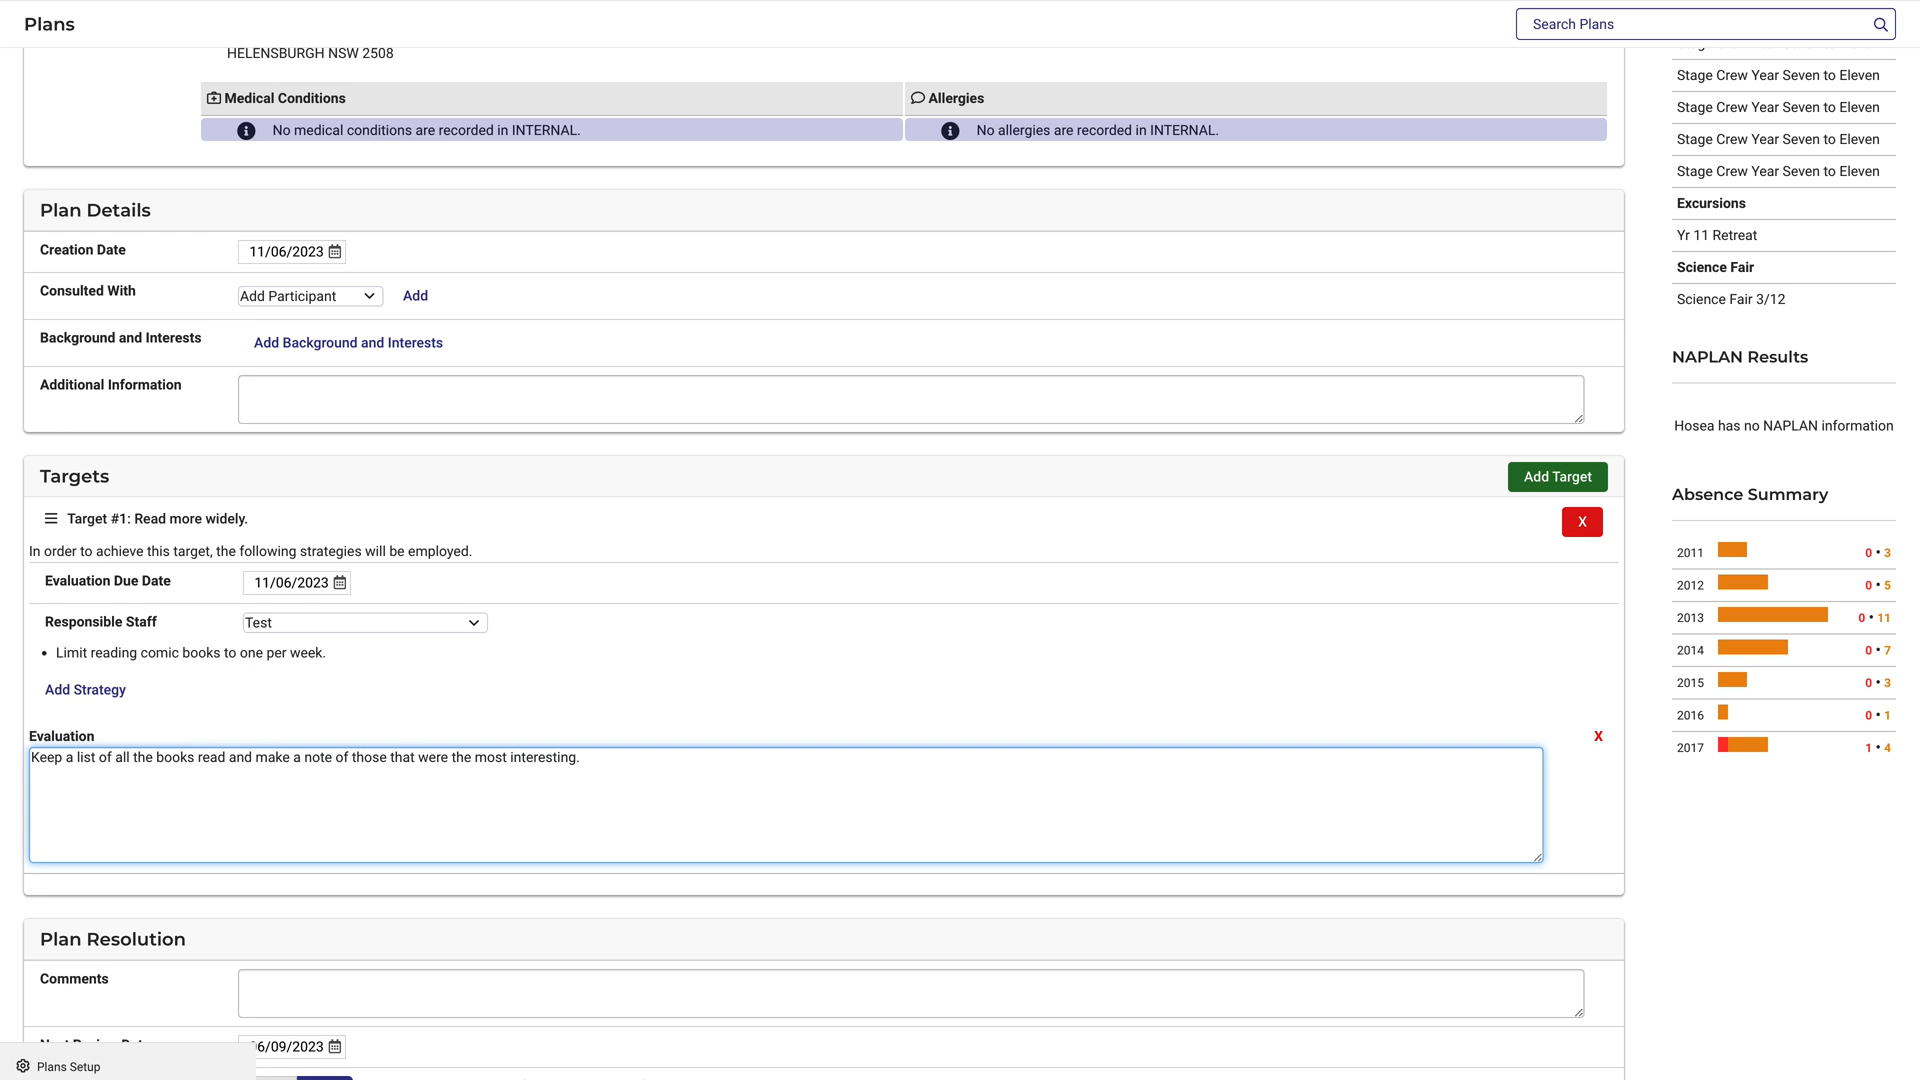 Plans
Search Plans
HELENSBURGH NSW 2508
Medical Conditions
Allergies
No medical conditions are recorded in INTERNAL.
No allergies are recorded in INTERNAL.
Plan Details
Creation Date
11/06/2023
Consulted With
Add Participant
Add
Background and Interests
Add Background and Interests
Additional Information
Targets
Add Target
Target #1: Read more widely.
X
In order to achieve this target, the following strategies will be employed.
Evaluation Due Date
11/06/2023
Responsible Staff
Test
• Limit reading comic books to one per week.
Add Strategy
Evaluation
X
Keep a list of all the books read and make a note of those that were the most interesting.
Plan Resolution
Comments
6/09/2023
Plans Setup
Stage Crew Year Seven to Eleven
Stage Crew Year Seven to Eleven
Stage Crew Year Seven to Eleven
Stage Crew Year Seven to Eleven
Excursions
Yr 11 Retreat
Science Fair
Science Fair 3/12
NAPLAN Results
Hosea has no NAPLAN information
Absence Summary
2011 0 • 3
2012 0 • 5
2013 0 • 11
2014 0 • 7
2015 0 • 3
2016 0 • 1
2017 1 • 4